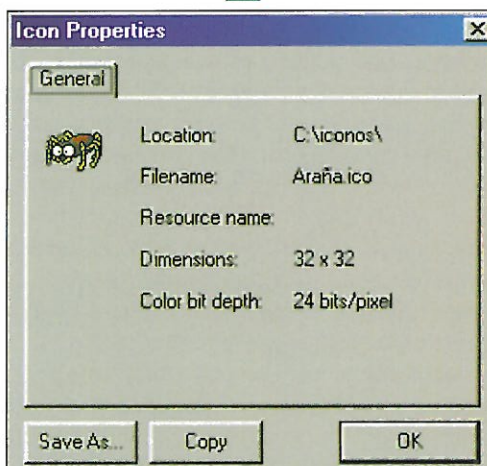 Icon Properties
General
Location: C:\iconos\
Filename: Araña.ico
Resource name:
Dimensions: 32 x 32
Color bit depth: 24 bits/pixel
Save As... Copy OK